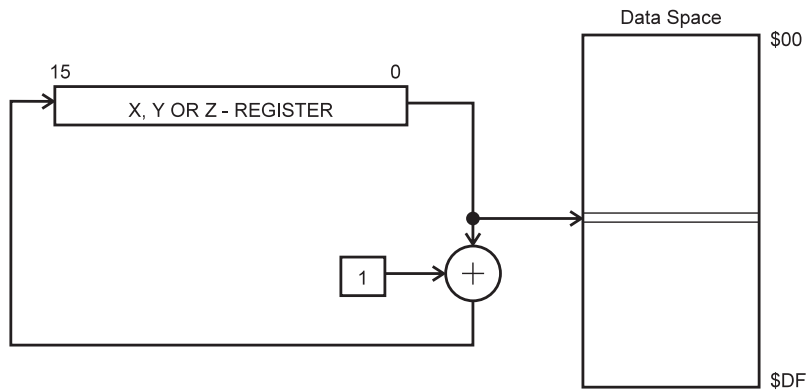 Data Space
$00
15
0
X, Y OR Z - REGISTER
1
+
$DF